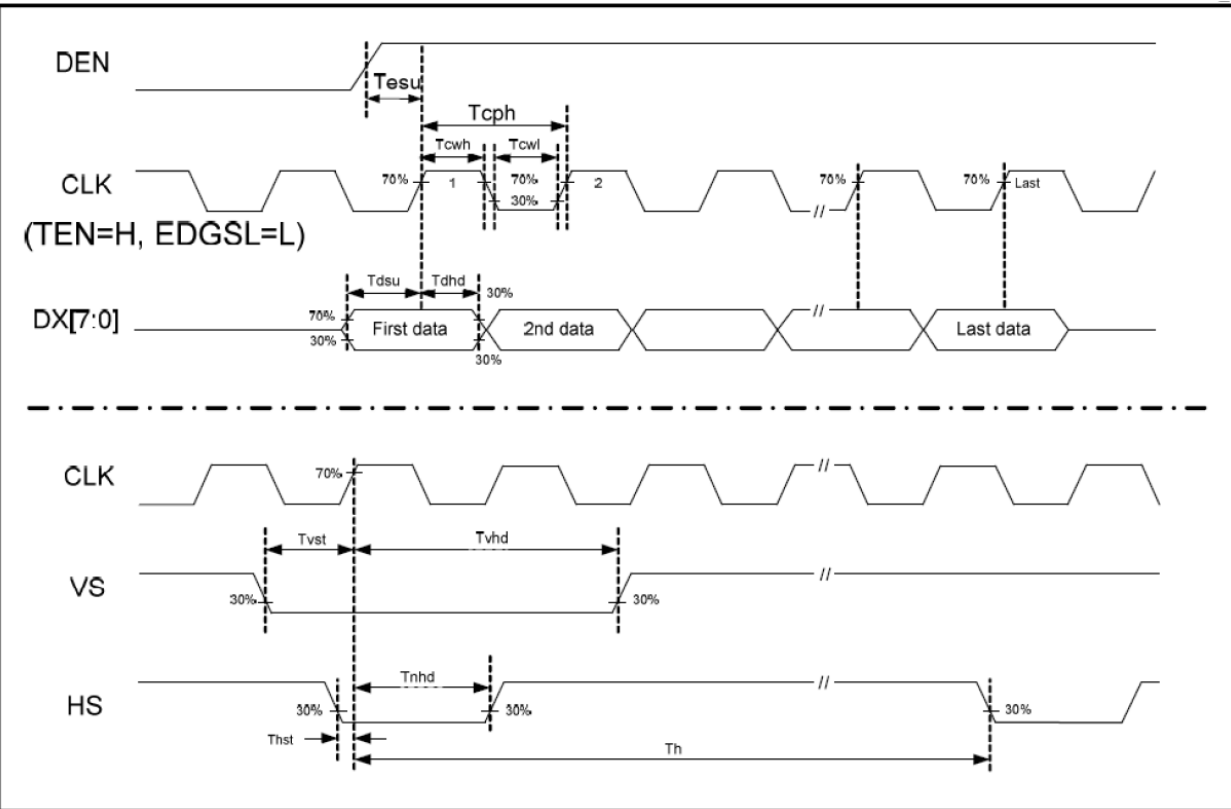 DEN
Tesu
Tcph
Tcwh Tcwl
CLK 70% 1 70% 2 70% 70% Last
30%
//
(TEN=H, EDGSL=L)
Tdsu Tdhd
30%
DX[7:0] 70% First data 2nd data // Last data
30%
30%
CLK 70% //
Tvst Tvhd
VS 30% 30% //
Tnhd
HS 30% 30% // 30%
Thst
Th